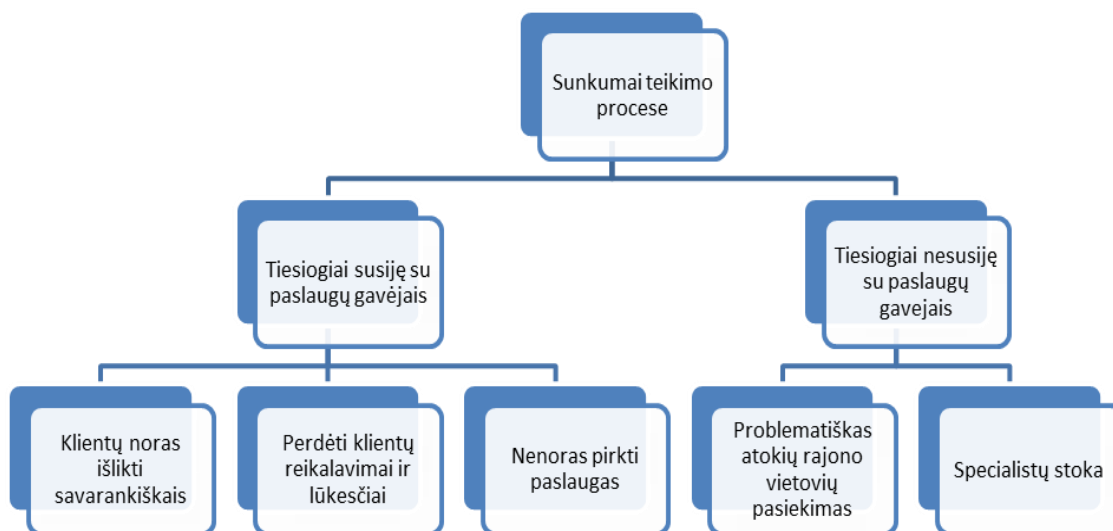 Sunkumai teikimo
procese
Tiesiogiai susiję su
paslaugų gavėjais
Tiesiogiai nesusiję
su paslaugų
gavejais
Klientų noras
išlikti
savarankiškais
Perdėti klientų
reikalavimai ir
lūkesčiai
Nenoras pirkti
paslaugas
Problematiškas
atokių rajono
vietovių
pasiekimas
Specialistų stoka